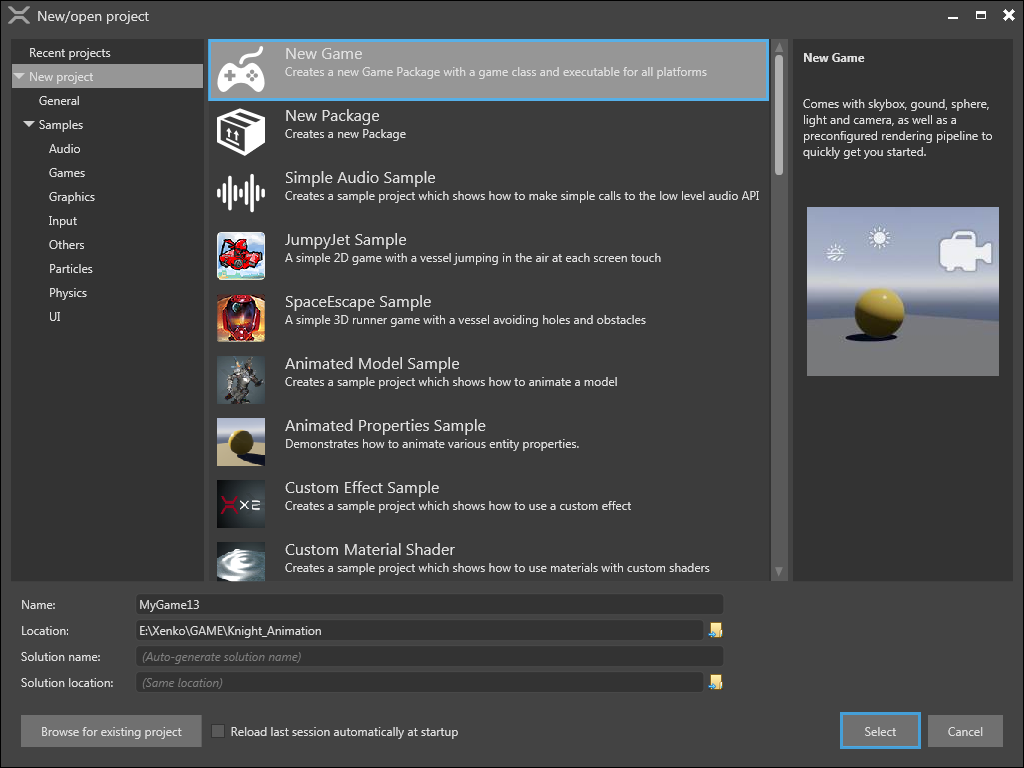 New/open project
Recent projects
New project
General
Samples
Audio
Games
Graphics
Input
Others
Particles
Physics
UI
New Game
Creates a new Game Package with a game class and executable for all platforms
New Package
Creates a new Package
Simple Audio Sample
Creates a sample project which shows how to make simple calls to the low level audio API
JumpyJet Sample
A simple 2D game with a vessel jumping in the air at each screen touch
SpaceEscape Sample
A simple 3D runner game with a vessel avoiding holes and obstacles
Animated Model Sample
Creates a sample project which shows how to animate a model
Animated Properties Sample
Demonstrates how to animate various entity properties.
Custom Effect Sample
Creates a sample project which shows how to use a custom effect
Custom Material Shader
Creates a sample project which shows how to use materials with custom shaders
New Game
Comes with skybox, gound, sphere,
light and camera, as well as a
preconfigured rendering pipeline to
quickly get you started.
Name:
MyGame13
Location:
E:\Xenko\GAME\Knight_Animation
Solution name:
(Auto-generate solution name)
Solution location:
(Same location)
Browse for existing project
Reload last session automatically at startup
Select
Cancel